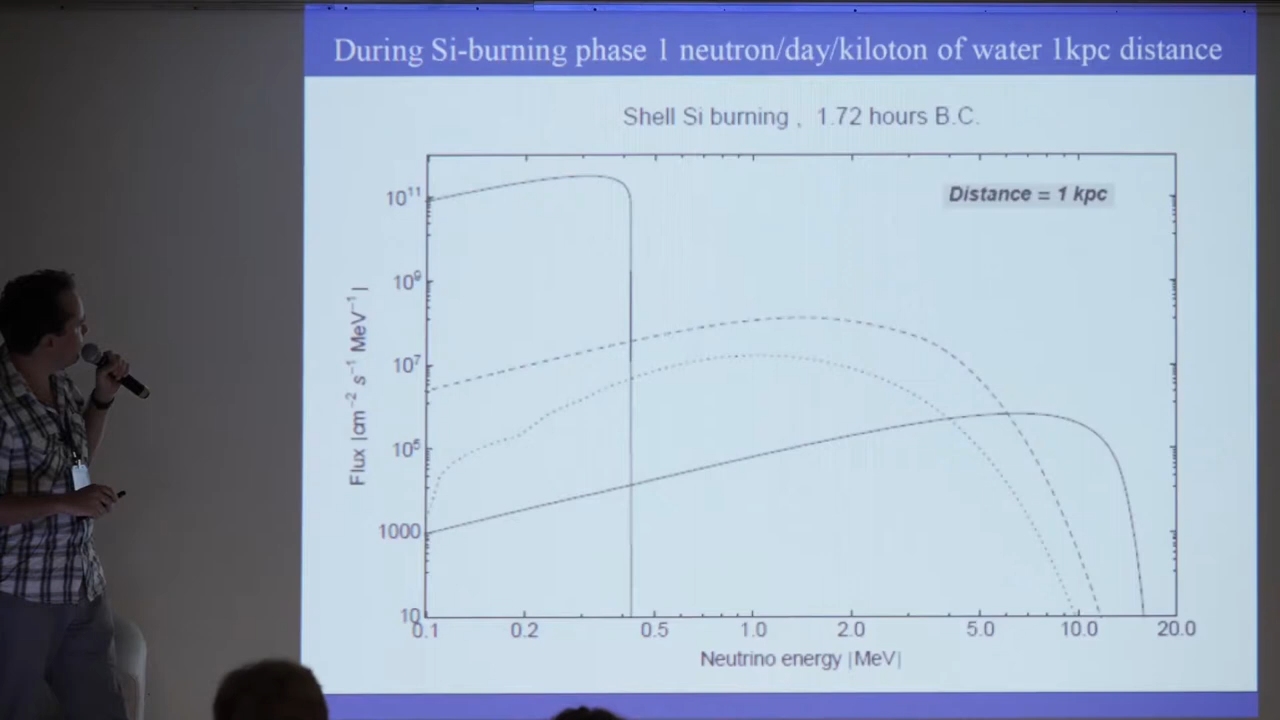 During Si-burning phase 1 neutron/day/kiloton of water 1kpc distance
Shell Si burning , 1.72 hours B.C.
Distance = 1 kpc
Flux [cm⁻² s⁻¹ MeV⁻¹]
10¹¹
10⁹
10⁷
10⁵
1000
10
0.1 0.2 0.5 1.0 2.0 5.0 10.0 20.0
Neutrino energy [MeV]